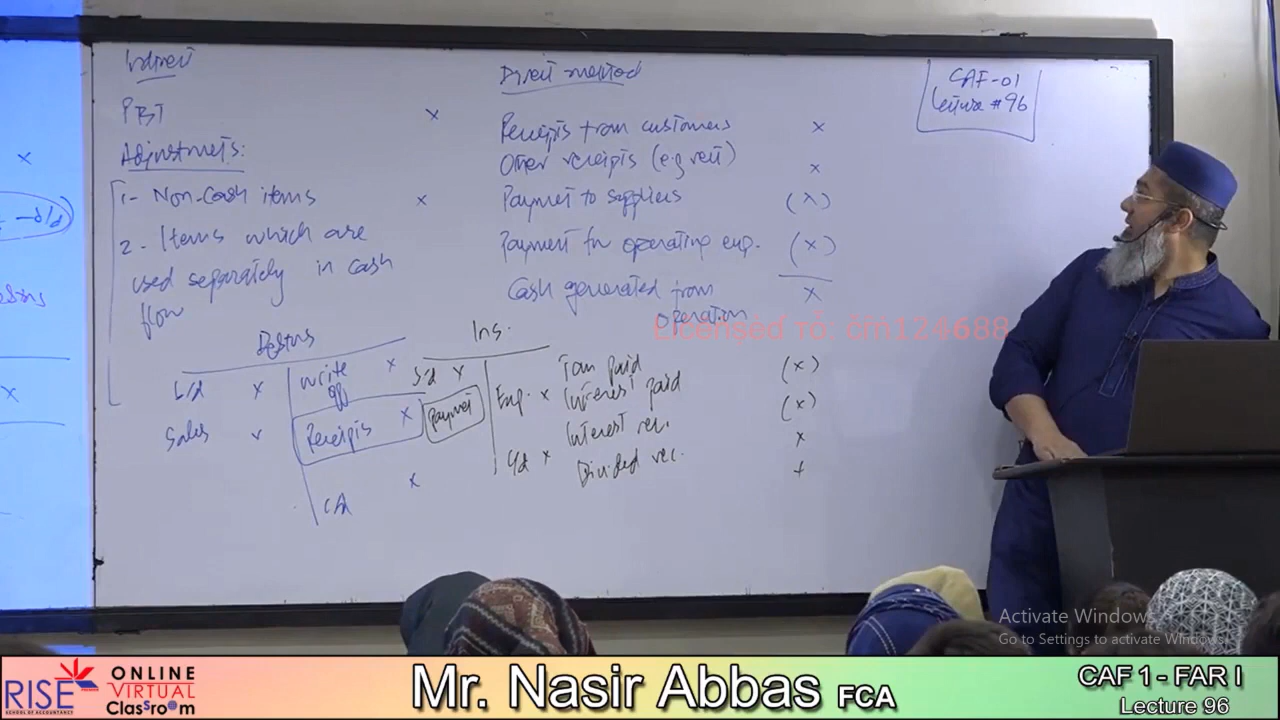 Indirect
PBT x
Adjustments:
1- Non-Cash items x
2- Items which are
used separately in cash
flow
Direct method
Receipts from customers x
Other receipts (e.g rent) x
Payment to suppliers (x)
Payment for operating exp. (x)
Cash generated from x
operation
Tax paid (x)
Interest paid (x)
Interest rec. x
Dividend rec. x
Debtors
b/d x
Sales x
write x
off
Receipts x
c/d x
Ins.
b/d x
Payment
Exp. x
c/d x
CAF-01
Lecture #96
x
x
Licensed To: cfn124688
Activate Windows
Go to Settings to activate Windows.
RISE
SCHOOL OF ACCOUNTANCY
ONLINE
VIRTUAL
ClassrOOm
Mr. Nasir Abbas FCA
CAF 1 - FAR I
Lecture 96